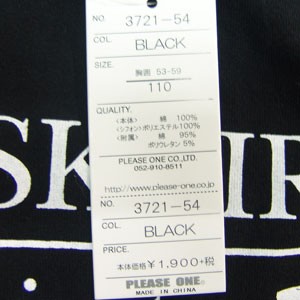 NO. 3721-54
COL. BLACK
SIZE.
胸囲 53-59
110
QUALITY.
<本体> 綿 100%
<シフォン>ポリエステル100%
<附属> 綿 95%
ポリウレタン 5%
PLEASE ONE CO.,LTD.
052-910-8511
http://www.please-one.co.jp
NO. 3721-54
COL. BLACK
PRICE.
本体価格 ¥1,900+税
PLEASE ONE.
MADE IN CHINA